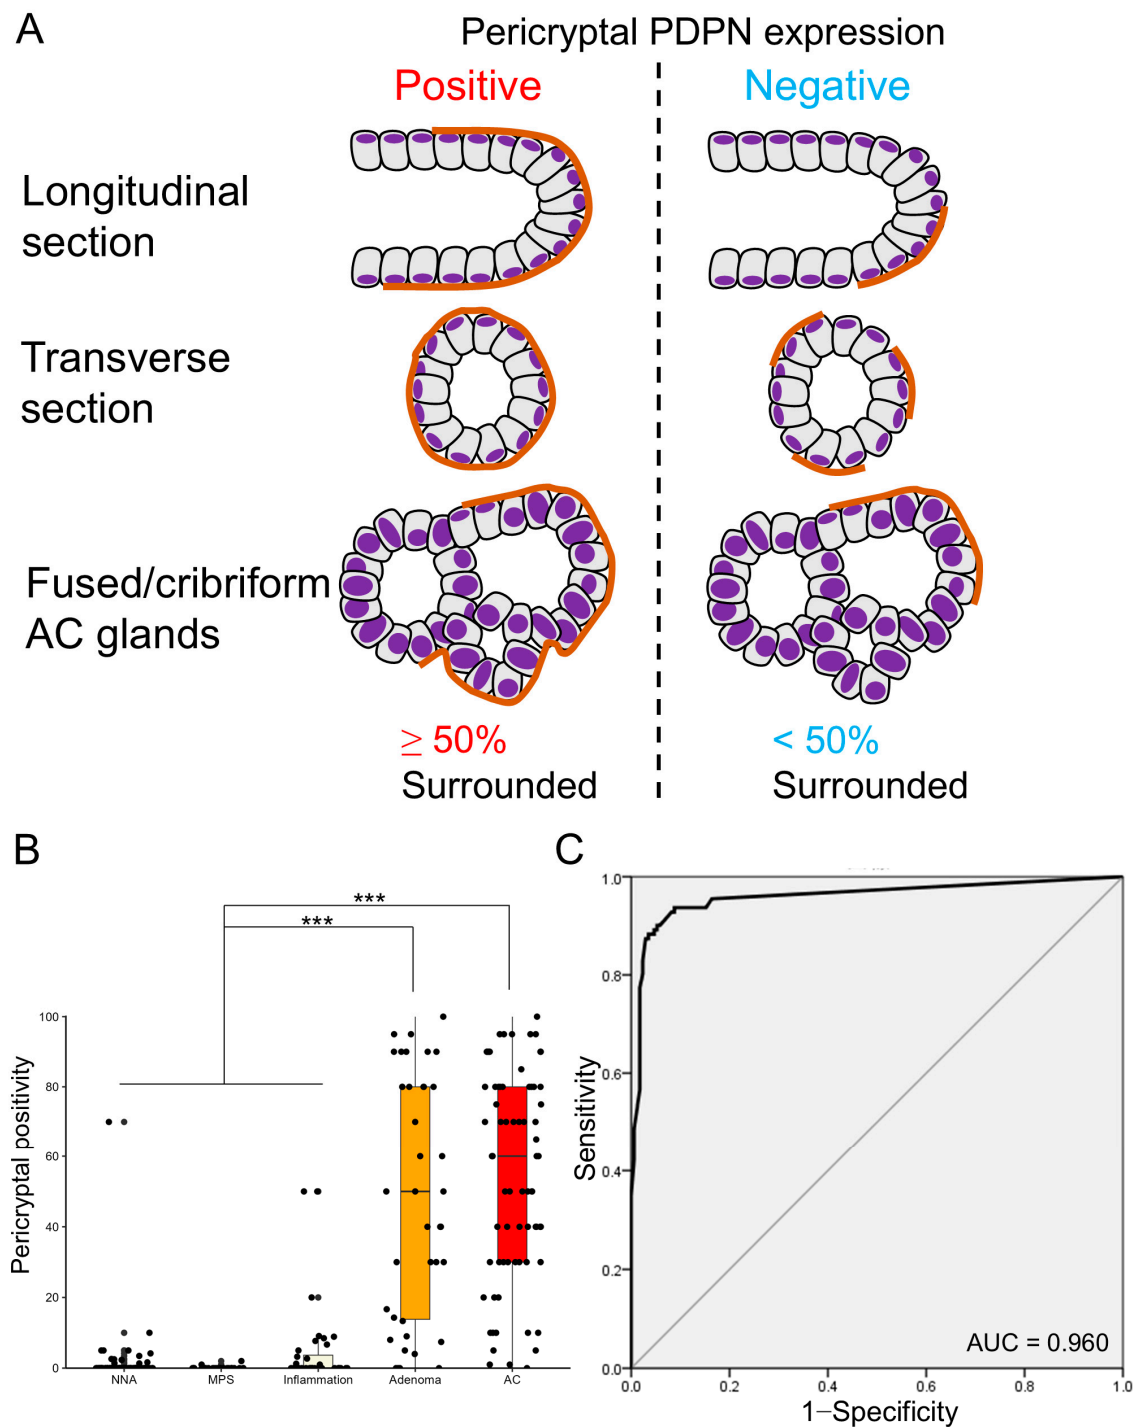 A
Pericryptal PDPN expression
Positive
Negative
Longitudinal
section
Transverse
section
Fused/cribriform
AC glands
≥ 50%
Surrounded
< 50%
Surrounded
B
***
***
Pericryptal positivity
100
80
60
40
20
0
NNA
MPS
Inflammation
Adenoma
AC
C
Sensitivity
1.0
0.8
0.6
0.4
0.2
0.0
AUC = 0.960
0.0
0.2
0.4
0.6
0.8
1.0
1−Specificity